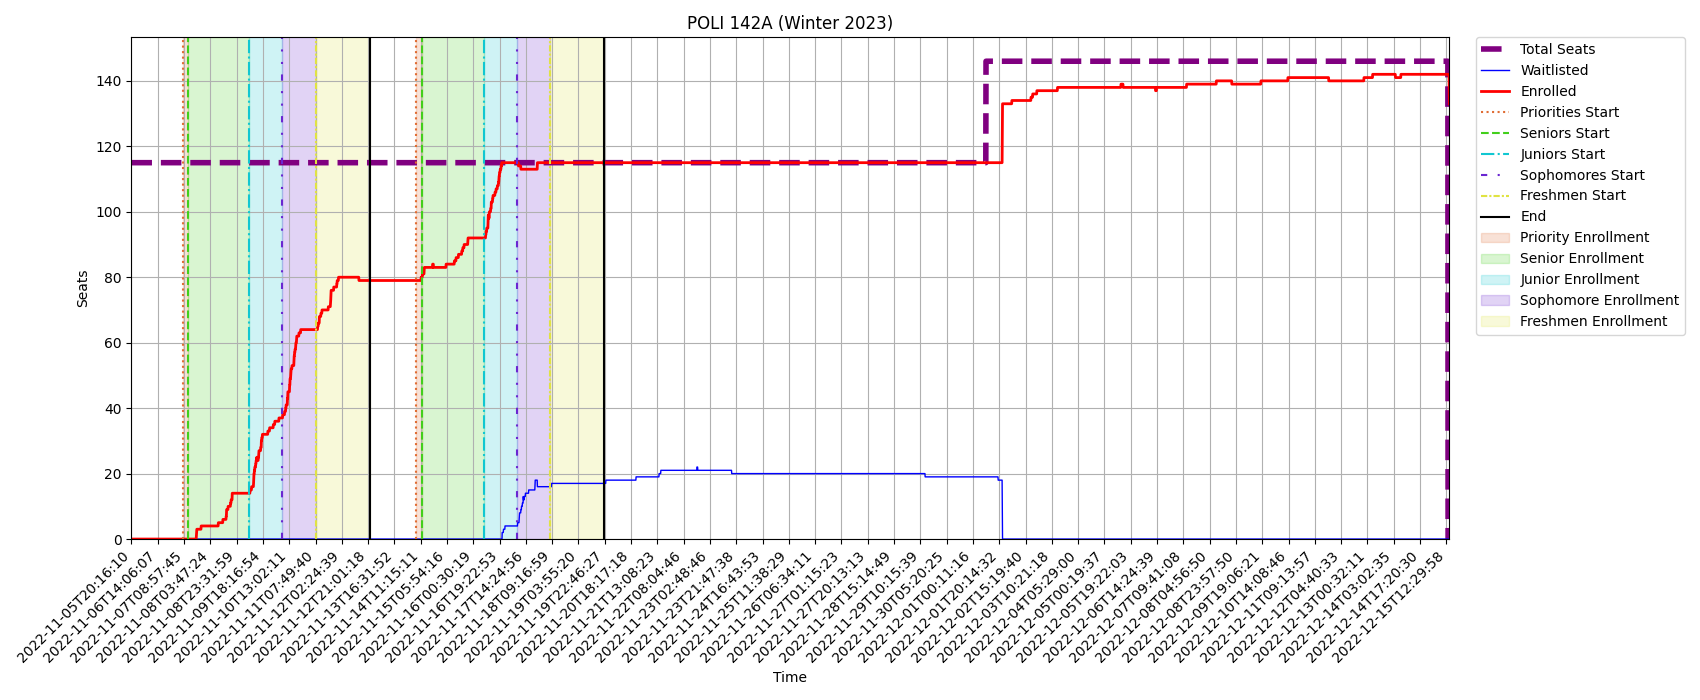 POLI 142A (Winter 2023)
Seats
140
120
100
80
60
40
20
0
2022-11-05T20:16:10
2022-11-06T14:06:07
2022-11-07T08:57:45
2022-11-08T03:47:24
2022-11-08T23:31:59
2022-11-09T18:16:54
2022-11-10T13:02:11
2022-11-11T07:49:40
2022-11-12T02:24:39
2022-11-12T21:01:18
2022-11-13T16:31:52
2022-11-14T11:15:11
2022-11-15T05:54:16
2022-11-16T00:30:19
2022-11-16T19:22:53
2022-11-17T14:24:56
2022-11-18T09:16:59
2022-11-19T03:55:20
2022-11-19T22:46:27
2022-11-20T18:17:18
2022-11-21T13:08:23
2022-11-22T08:04:46
2022-11-23T02:48:46
2022-11-23T21:47:38
2022-11-24T16:43:53
2022-11-25T11:38:29
2022-11-26T06:34:11
2022-11-27T01:15:23
2022-11-27T20:13:13
2022-11-28T15:14:49
2022-11-29T10:15:39
2022-11-30T05:20:25
2022-12-01T00:11:16
2022-12-01T20:14:32
2022-12-02T15:19:40
2022-12-03T10:21:18
2022-12-04T05:29:00
2022-12-05T00:19:37
2022-12-05T19:22:03
2022-12-06T14:24:39
2022-12-07T09:41:08
2022-12-08T04:56:50
2022-12-08T23:57:50
2022-12-09T19:06:21
2022-12-10T14:08:46
2022-12-11T09:13:57
2022-12-12T04:40:33
2022-12-13T00:32:11
2022-12-14T03:02:35
2022-12-14T17:20:30
2022-12-15T12:29:58
Time
Total Seats
Waitlisted
Enrolled
Priorities Start
Seniors Start
Juniors Start
Sophomores Start
Freshmen Start
End
Priority Enrollment
Senior Enrollment
Junior Enrollment
Sophomore Enrollment
Freshmen Enrollment